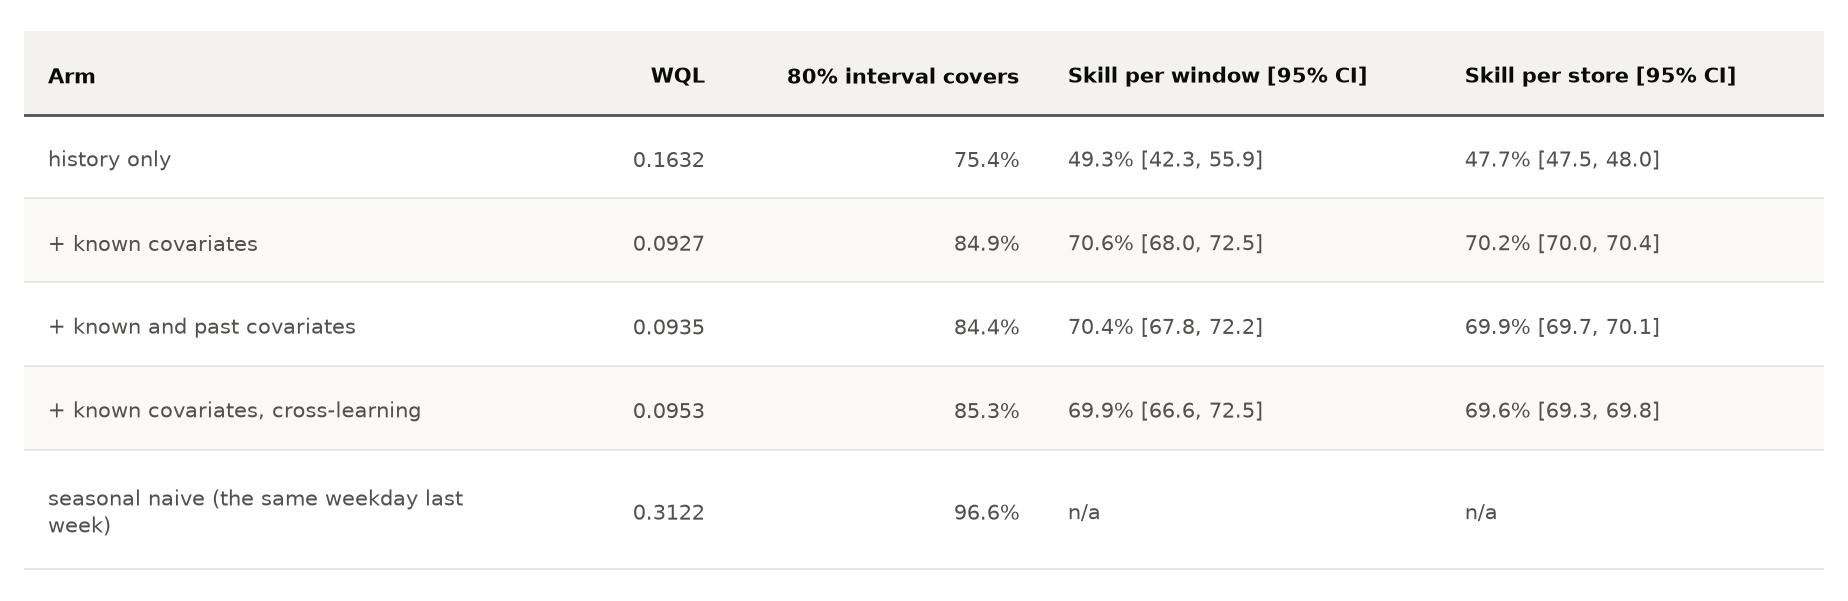 Arm WQL 80% interval covers Skill per window [95% CI] Skill per store [95% CI]
history only 0.1632 75.4% 49.3% [42.3, 55.9] 47.7% [47.5, 48.0]
+ known covariates 0.0927 84.9% 70.6% [68.0, 72.5] 70.2% [70.0, 70.4]
+ known and past covariates 0.0935 84.4% 70.4% [67.8, 72.2] 69.9% [69.7, 70.1]
+ known covariates, cross-learning 0.0953 85.3% 69.9% [66.6, 72.5] 69.6% [69.3, 69.8]
seasonal naive (the same weekday last
week) 0.3122 96.6% n/a n/a